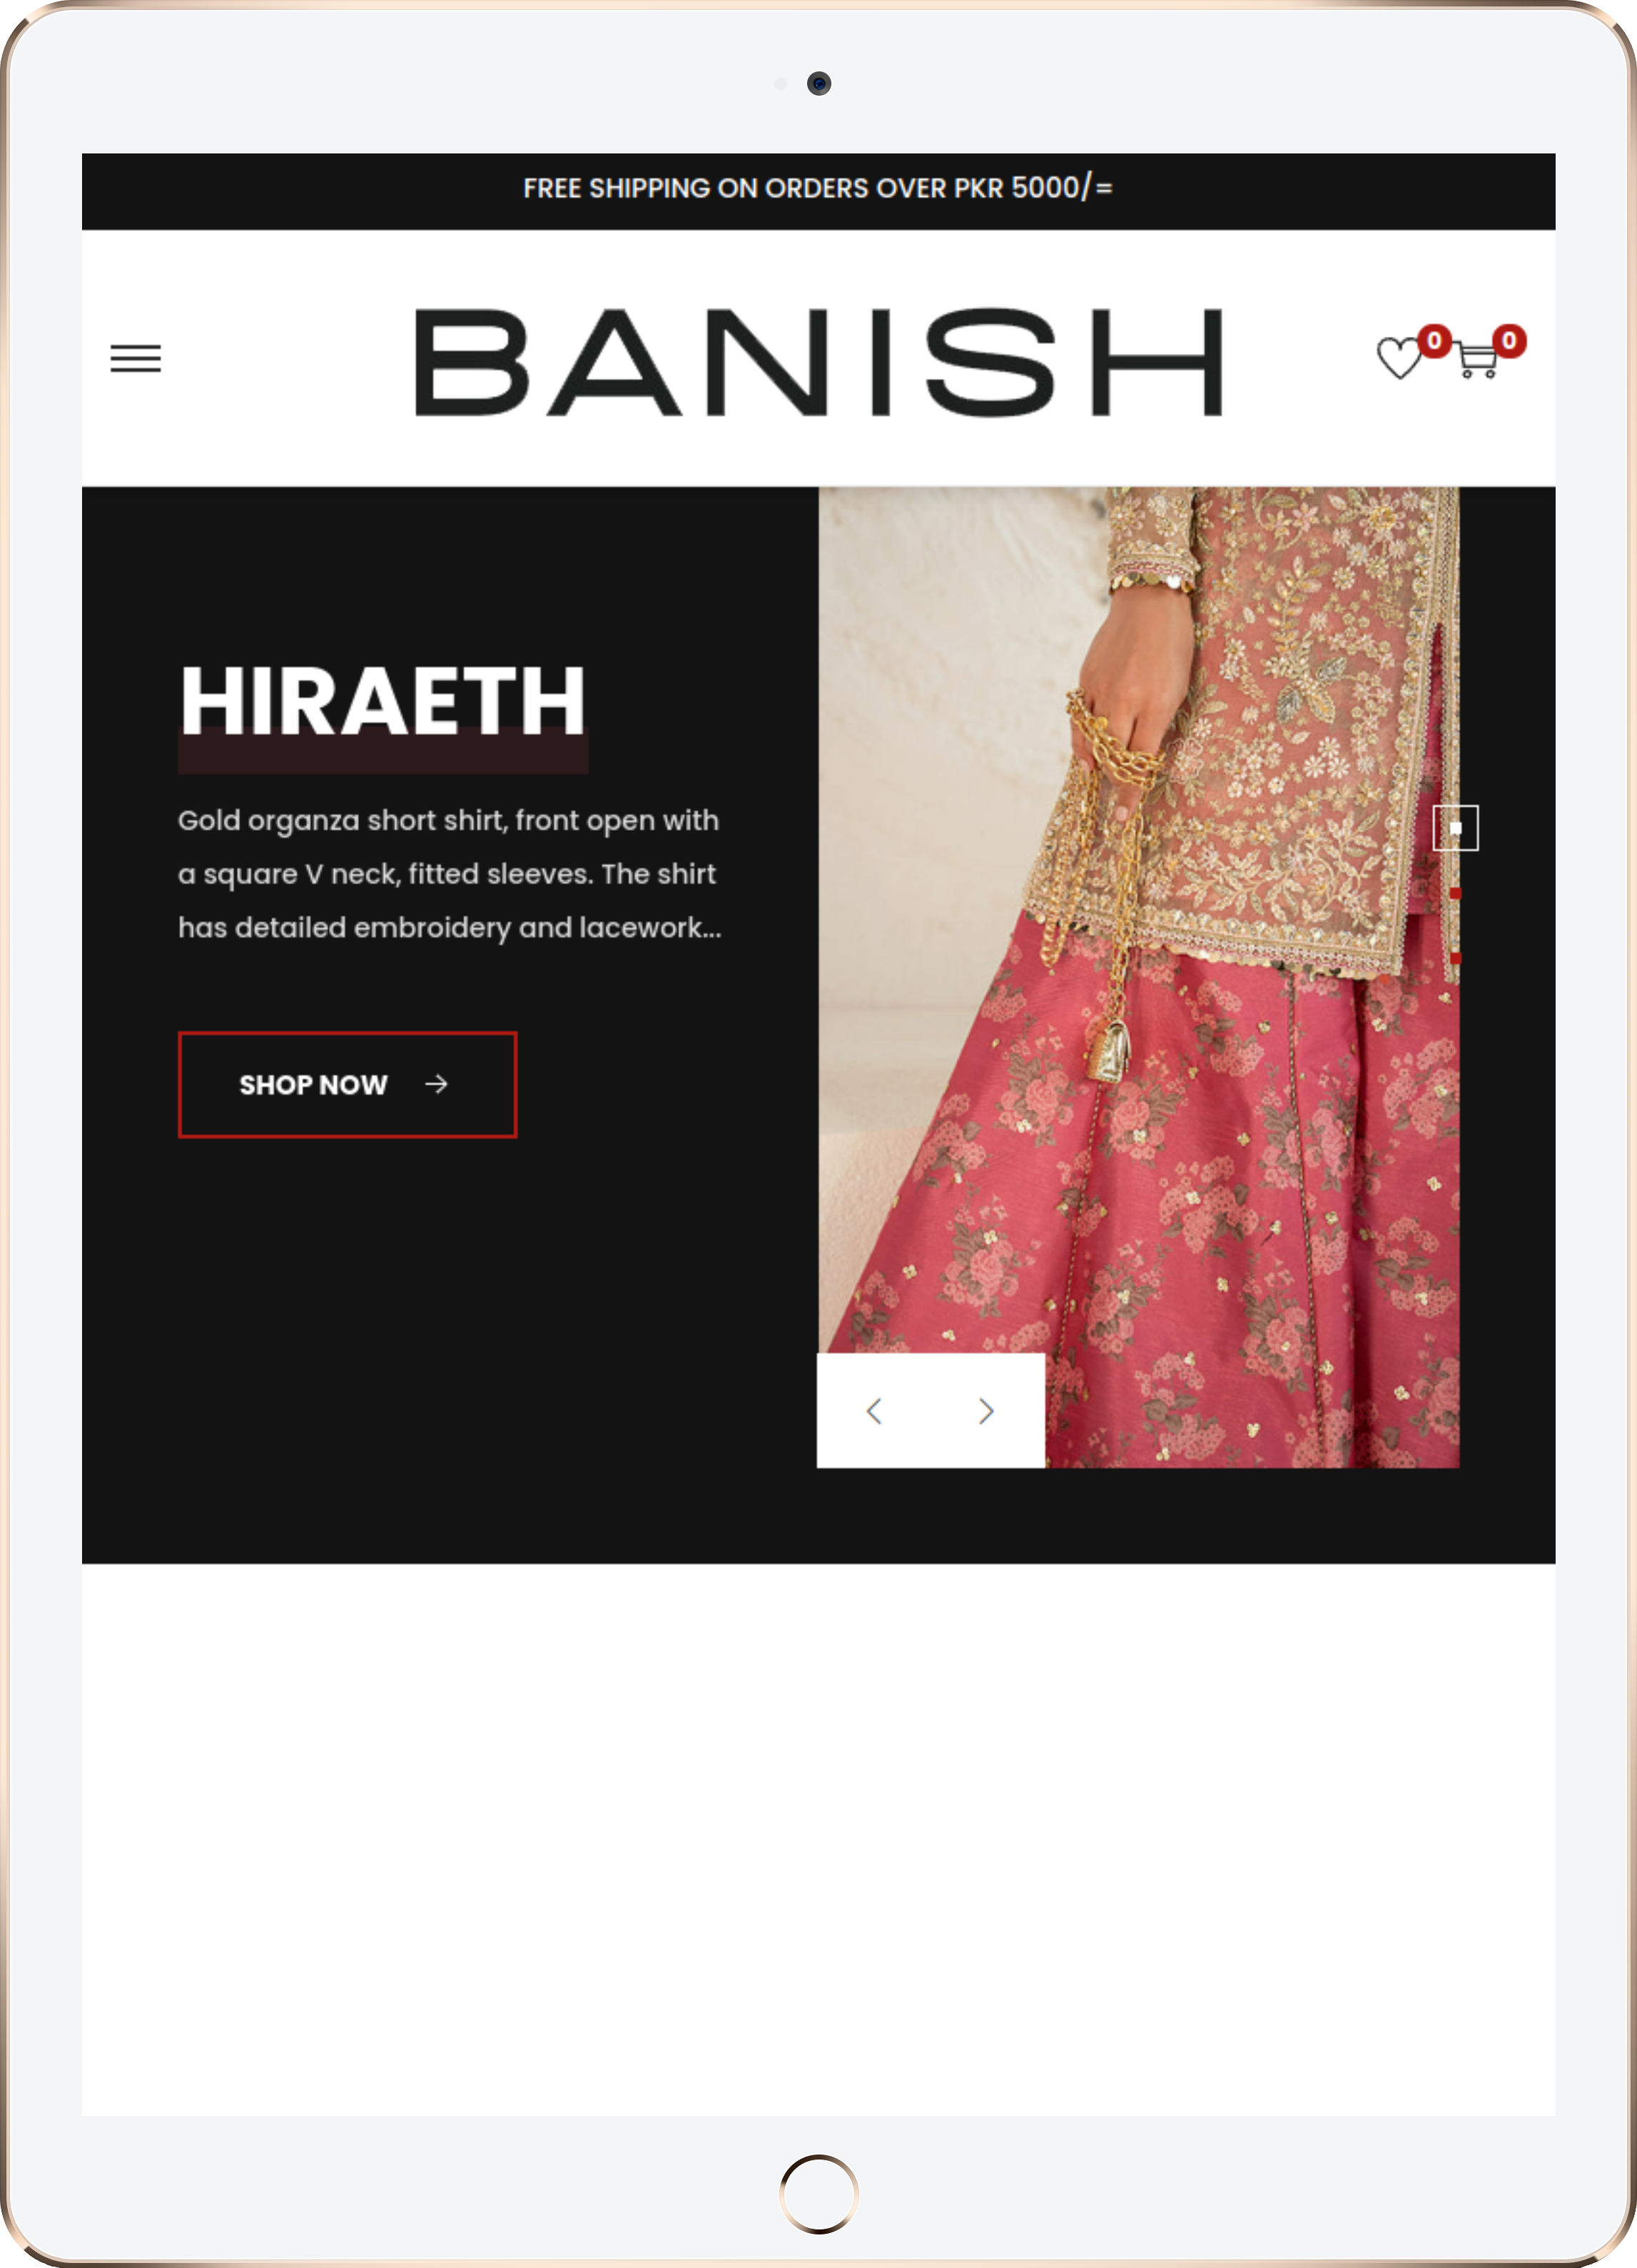 FREE SHIPPING ON ORDERS OVER PKR 5000/=
BANISH
0
0
HIRAETH
Gold organza short shirt, front open with
a square V neck, fitted sleeves. The shirt
has detailed embroidery and lacework...
SHOP NOW